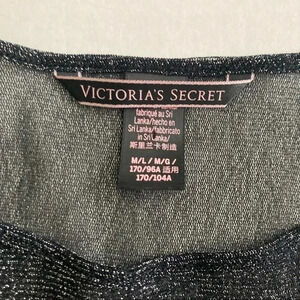 VICTORIA'S SECRET
fabriqué au Sri
Lanka/hecho en
Sri Lanka/fabbricato
in Sri Lanka/
斯里兰卡制造
M/L / M/G /
170/96A 适用
170/104A